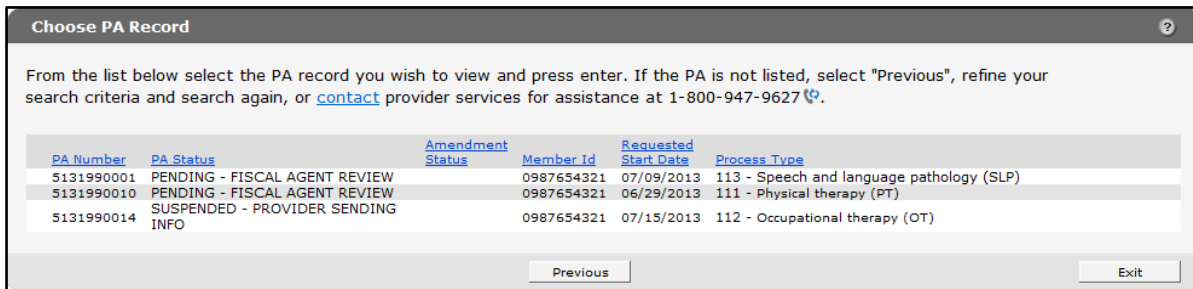 Choose PA Record
?
From the list below select the PA record you wish to view and press enter. If the PA is not listed, select "Previous", refine your
search criteria and search again, or contact provider services for assistance at 1-800-947-9627.
PA Number PA Status Amendment Status Member Id Requested Start Date Process Type
5131990001 PENDING - FISCAL AGENT REVIEW 0987654321 07/09/2013 113 - Speech and language pathology (SLP)
5131990010 PENDING - FISCAL AGENT REVIEW 0987654321 06/29/2013 111 - Physical therapy (PT)
5131990014 SUSPENDED - PROVIDER SENDING INFO 0987654321 07/15/2013 112 - Occupational therapy (OT)
Previous Exit